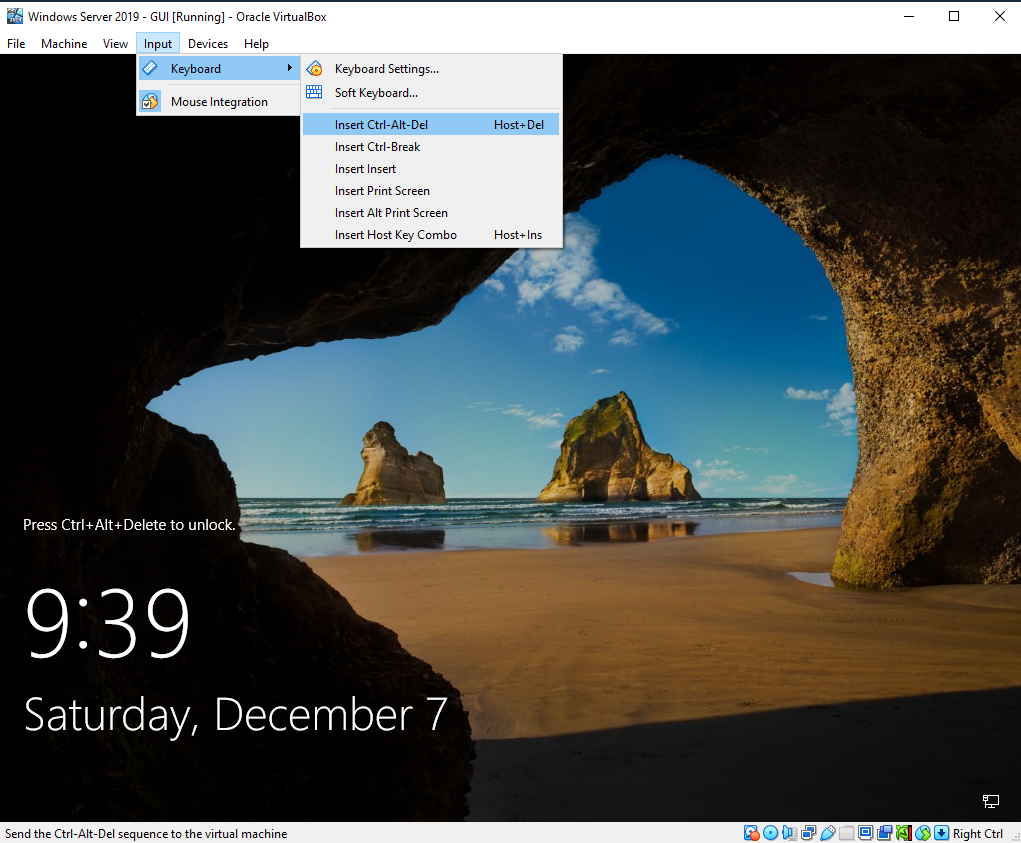 Windows Server 2019 - GUI [Running] - Oracle VirtualBox
File Machine View Input Devices Help
Keyboard
Mouse Integration
Keyboard Settings...
Soft Keyboard...
Insert Ctrl-Alt-Del Host+Del
Insert Ctrl-Break
Insert Insert
Insert Print Screen
Insert Alt Print Screen
Insert Host Key Combo Host+Ins
Press Ctrl+Alt+Delete to unlock.
9:39
Saturday, December 7
Send the Ctrl-Alt-Del sequence to the virtual machine Right Ctrl